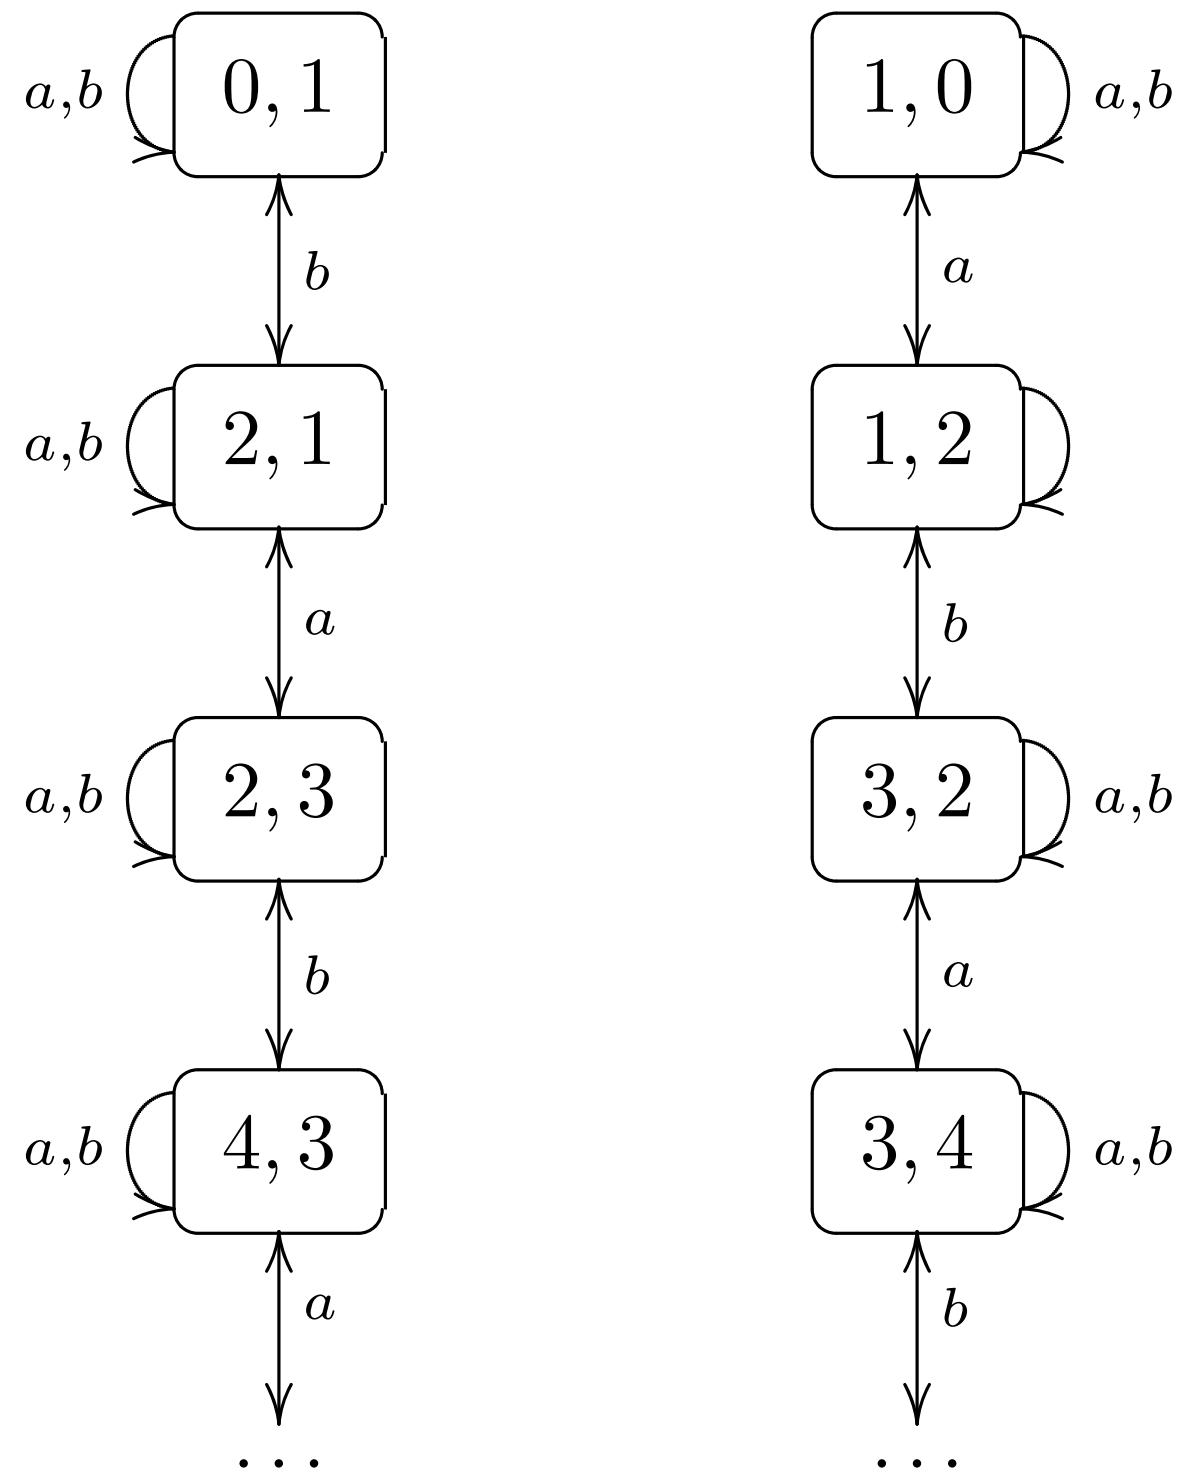 a,b 0, 1 1, 0 a,b
b a
a,b 2, 1 1, 2
a b
a,b 2, 3 3, 2 a,b
b a
a,b 4, 3 3, 4 a,b
a b
... ...